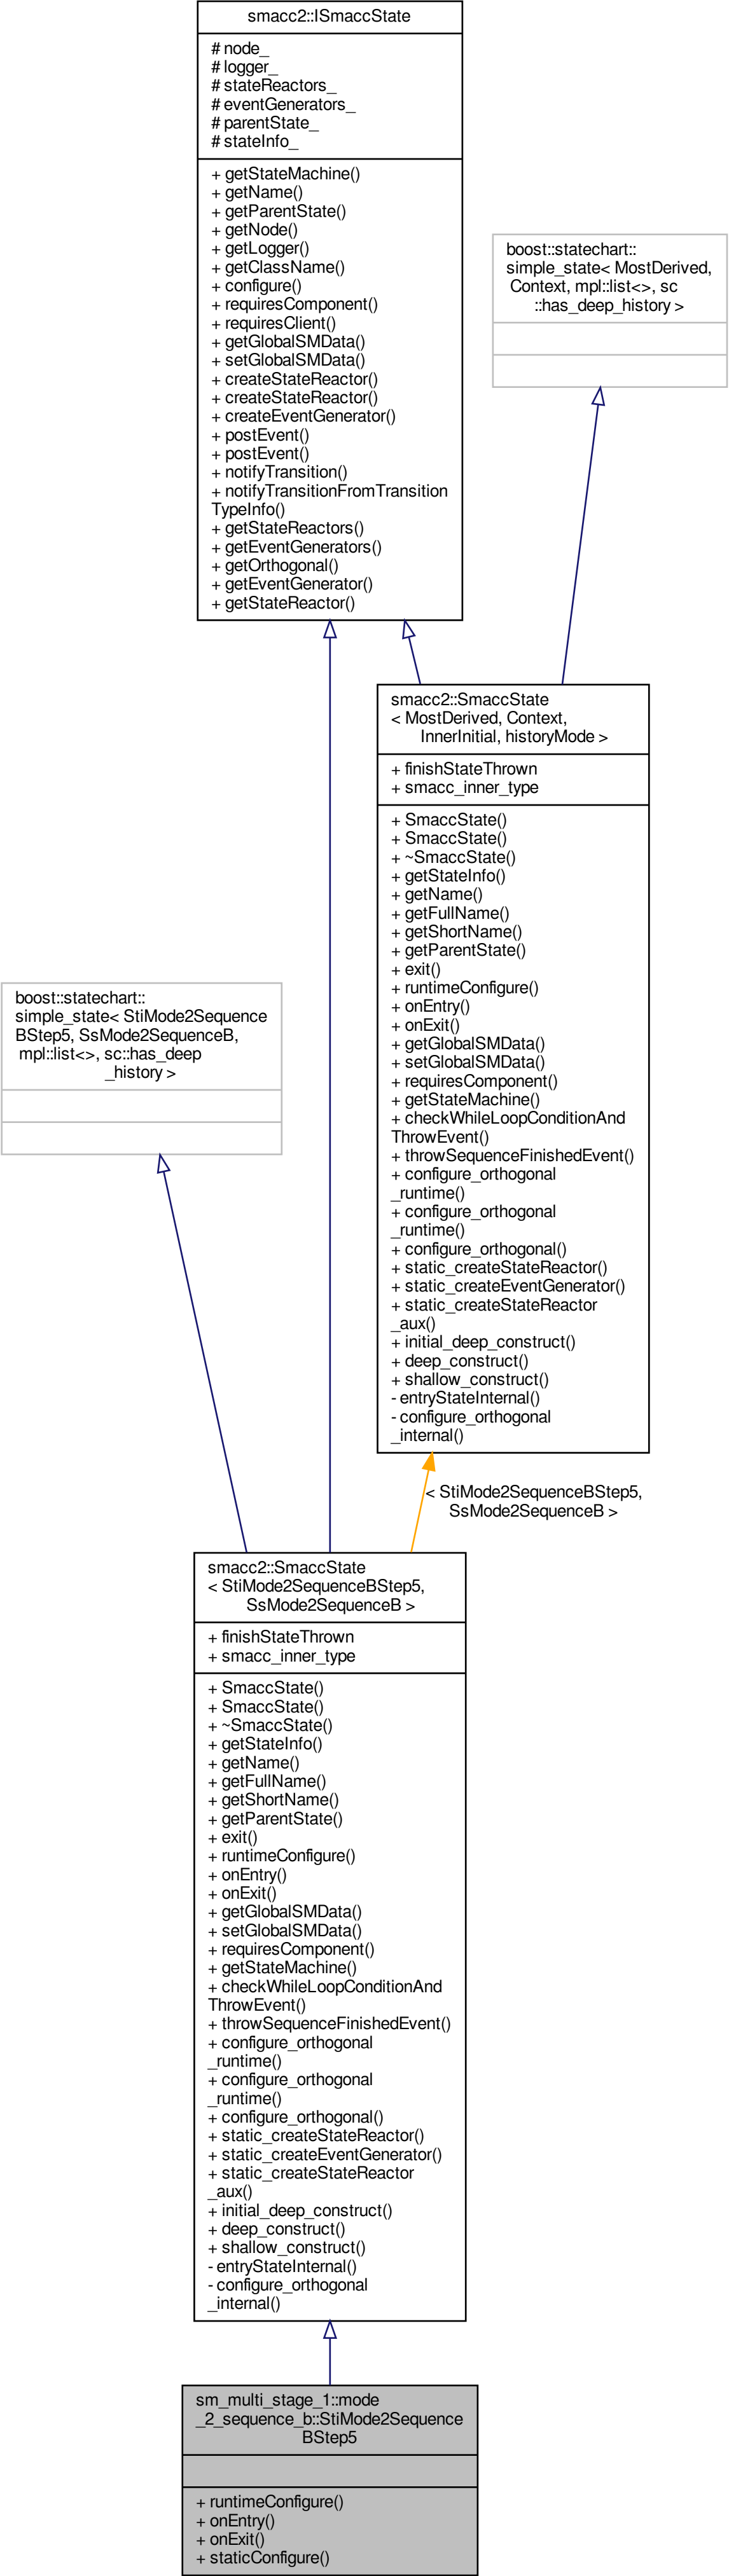 smacc2::ISmaccState
# node_
# logger_
# stateReactors_
# eventGenerators_
# parentState_
# stateInfo_
+ getStateMachine()
+ getName()
+ getParentState()
+ getNode()
+ getLogger()
+ getClassName()
+ configure()
+ requiresComponent()
+ requiresClient()
+ getGlobalSMData()
+ setGlobalSMData()
+ createStateReactor()
+ createStateReactor()
+ createEventGenerator()
+ postEvent()
+ postEvent()
+ notifyTransition()
+ notifyTransitionFromTransition
TypeInfo()
+ getStateReactors()
+ getEventGenerators()
+ getOrthogonal()
+ getEventGenerator()
+ getStateReactor()
boost::statechart::
simple_state< MostDerived,
Context, mpl::list<>, sc
::has_deep_history >
smacc2::SmaccState
< MostDerived, Context,
InnerInitial, historyMode >
+ finishStateThrown
+ smacc_inner_type
+ SmaccState()
+ SmaccState()
+ ~SmaccState()
+ getStateInfo()
+ getName()
+ getFullName()
+ getShortName()
+ getParentState()
+ exit()
+ runtimeConfigure()
+ onEntry()
+ onExit()
+ getGlobalSMData()
+ setGlobalSMData()
+ requiresComponent()
+ getStateMachine()
+ checkWhileLoopConditionAnd
ThrowEvent()
+ throwSequenceFinishedEvent()
+ configure_orthogonal
_runtime()
+ configure_orthogonal
_runtime()
+ configure_orthogonal()
+ static_createStateReactor()
+ static_createEventGenerator()
+ static_createStateReactor
_aux()
+ initial_deep_construct()
+ deep_construct()
+ shallow_construct()
- entryStateInternal()
- configure_orthogonal
_internal()
boost::statechart::
simple_state< StiMode2Sequence
BStep5, SsMode2SequenceB,
mpl::list<>, sc::has_deep
_history >
< StiMode2SequenceBStep5,
SsMode2SequenceB >
smacc2::SmaccState
< StiMode2SequenceBStep5,
SsMode2SequenceB >
+ finishStateThrown
+ smacc_inner_type
+ SmaccState()
+ SmaccState()
+ ~SmaccState()
+ getStateInfo()
+ getName()
+ getFullName()
+ getShortName()
+ getParentState()
+ exit()
+ runtimeConfigure()
+ onEntry()
+ onExit()
+ getGlobalSMData()
+ setGlobalSMData()
+ requiresComponent()
+ getStateMachine()
+ checkWhileLoopConditionAnd
ThrowEvent()
+ throwSequenceFinishedEvent()
+ configure_orthogonal
_runtime()
+ configure_orthogonal
_runtime()
+ configure_orthogonal()
+ static_createStateReactor()
+ static_createEventGenerator()
+ static_createStateReactor
_aux()
+ initial_deep_construct()
+ deep_construct()
+ shallow_construct()
- entryStateInternal()
- configure_orthogonal
_internal()
sm_multi_stage_1::mode
_2_sequence_b::StiMode2Sequence
BStep5
+ runtimeConfigure()
+ onEntry()
+ onExit()
+ staticConfigure()